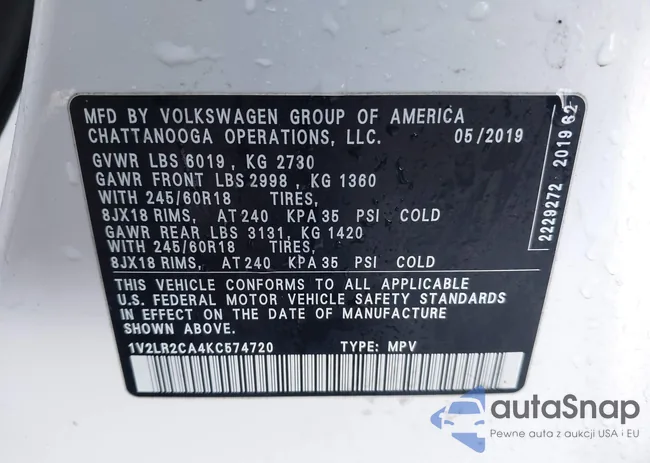 MFD BY VOLKSWAGEN GROUP OF AMERICA
CHATTANOOGA OPERATIONS, LLC. 05/2019
GVWR LBS 6019, KG 2730
GAWR FRONT LBS 2998, KG 1360
WITH 245/60R18 TIRES,
8JX18 RIMS, AT 240 KPA 35 PSI COLD
GAWR REAR LBS 3131, KG 1420
WITH 245/60R18 TIRES,
8JX18 RIMS, AT 240 KPA 35 PSI COLD
THIS VEHICLE CONFORMS TO ALL APPLICABLE
U.S. FEDERAL MOTOR VEHICLE SAFETY STANDARDS
IN EFFECT ON THE DATE OF MANUFACTURE
SHOWN ABOVE.
1V2LR2CA4KC574720 TYPE: MPV
2229272 2019 62
autaSnap
Pewne auta z aukcji USA i EU